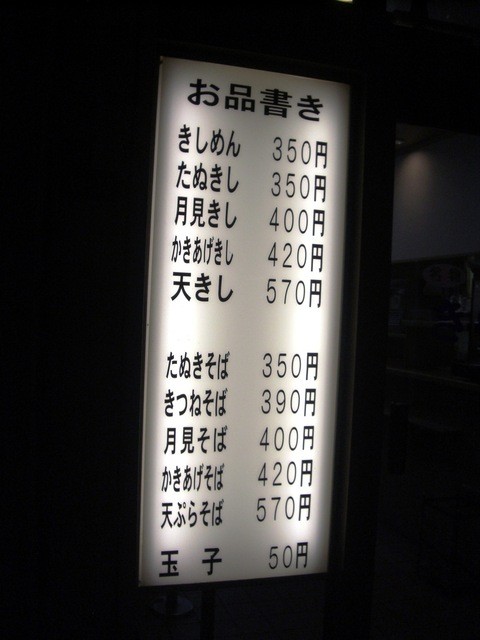 お品書き
きしめん 350円
たぬきし 350円
月見きし 400円
かきあげきし 420円
天きし 570円
たぬきそば 350円
きつねそば 390円
月見そば 400円
かきあげそば 420円
天ぷらそば 570円
玉子 50円